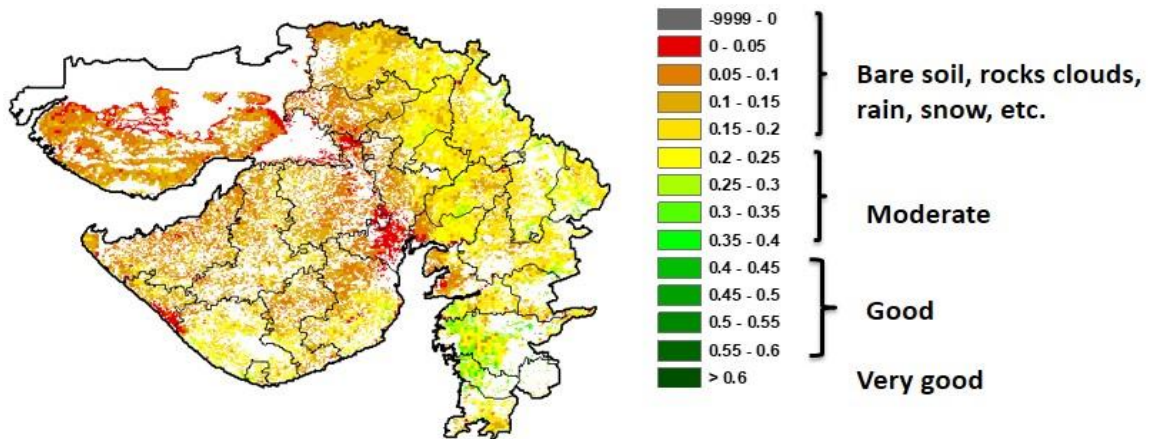 -9999 - 0
0 - 0.05
0.05 - 0.1
0.1 - 0.15
0.15 - 0.2
0.2 - 0.25
0.25 - 0.3
0.3 - 0.35
0.35 - 0.4
0.4 - 0.45
0.45 - 0.5
0.5 - 0.55
0.55 - 0.6
> 0.6
Bare soil, rocks clouds,
rain, snow, etc.
Moderate
Good
Very good